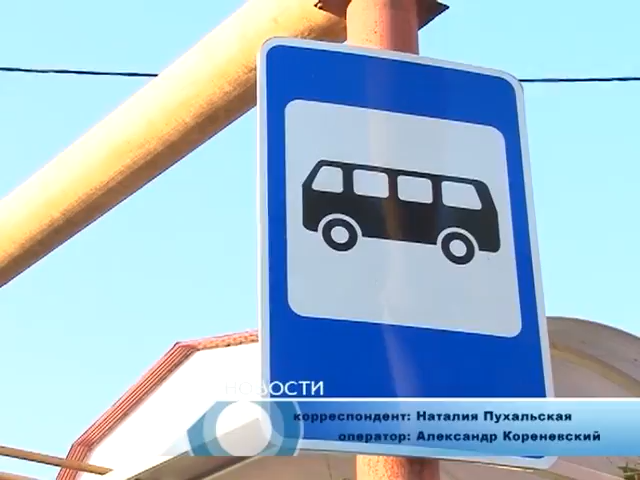 НОВОСТИ
корреспондент: Наталия Пухальская
оператор: Александр Кореневский